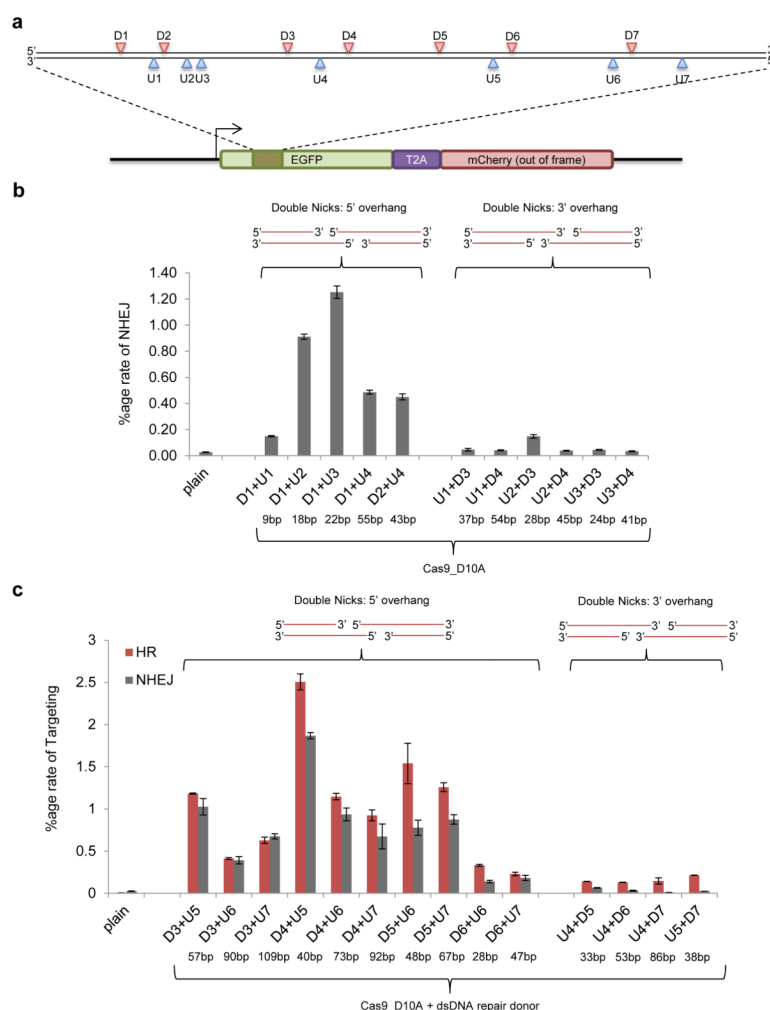 a
D1 D2 D3 D4 D5 D6 D7
5' 3'
3' 5'
U1 U2 U3 U4 U5 U6 U7
EGFP T2A mCherry (out of frame)
b
Double Nicks: 5' overhang
5' 3' 5' 3'
3' 5' 3' 5'
Double Nicks: 3' overhang
5' 3' 5' 3'
3' 5' 3' 5'
%age rate of NHEJ
1.40
1.20
1.00
0.80
0.60
0.40
0.20
0.00
plain D1+U1 D1+U2 D1+U3 D1+U4 D2+U4 U1+D3 U1+D4 U2+D3 U2+D4 U3+D3 U3+D4
9bp 18bp 22bp 55bp 43bp 37bp 54bp 28bp 45bp 24bp 41bp
Cas9_D10A
c
Double Nicks: 5' overhang
5' 3' 5' 3'
3' 5' 3' 5'
Double Nicks: 3' overhang
5' 3' 5' 3'
3' 5' 3' 5'
HR
NHEJ
%age rate of Targeting
3
2.5
2
1.5
1
0.5
0
plain D3+U5 D3+U6 D3+U7 D4+U5 D4+U6 D4+U7 D5+U6 D5+U7 D6+U6 D6+U7 U4+D5 U4+D6 U4+D7 U5+D7
57bp 90bp 109bp 40bp 73bp 92bp 48bp 67bp 28bp 47bp 33bp 53bp 86bp 38bp
Cas9_D10A + dsDNA repair donor